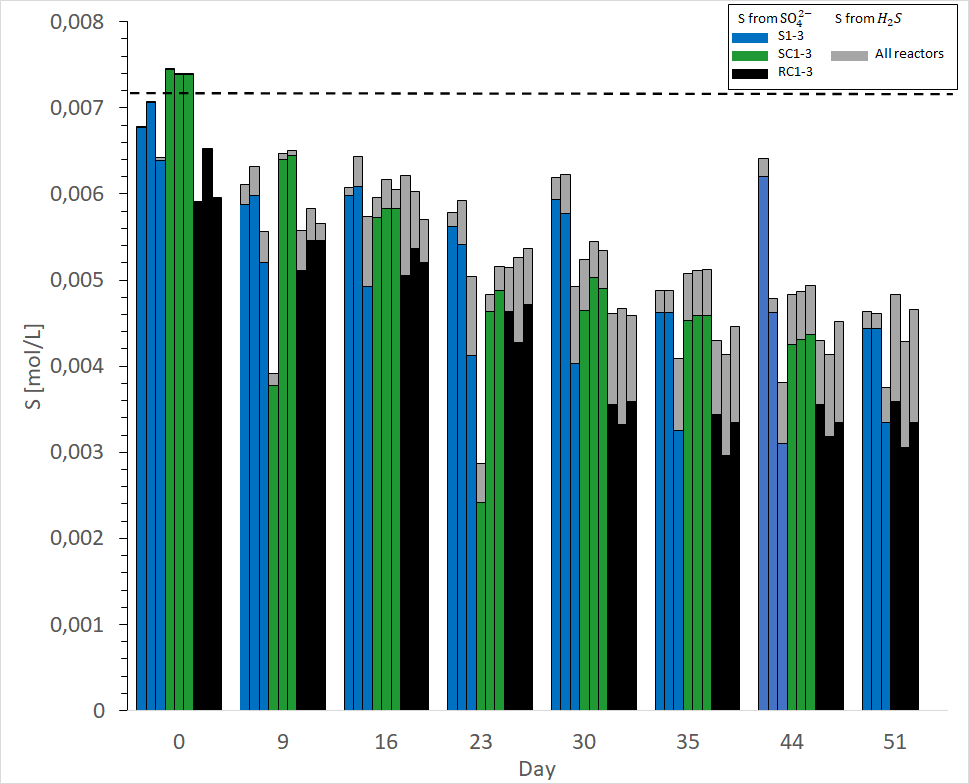 0,008
0,007
0,006
0,005
0,004
0,003
0,002
0,001
0
S [mol/L]
0 9 16 23 30 35 44 51
Day
S from SO₄²⁻ S from H₂S
S1-3
SC1-3 All reactors
RC1-3